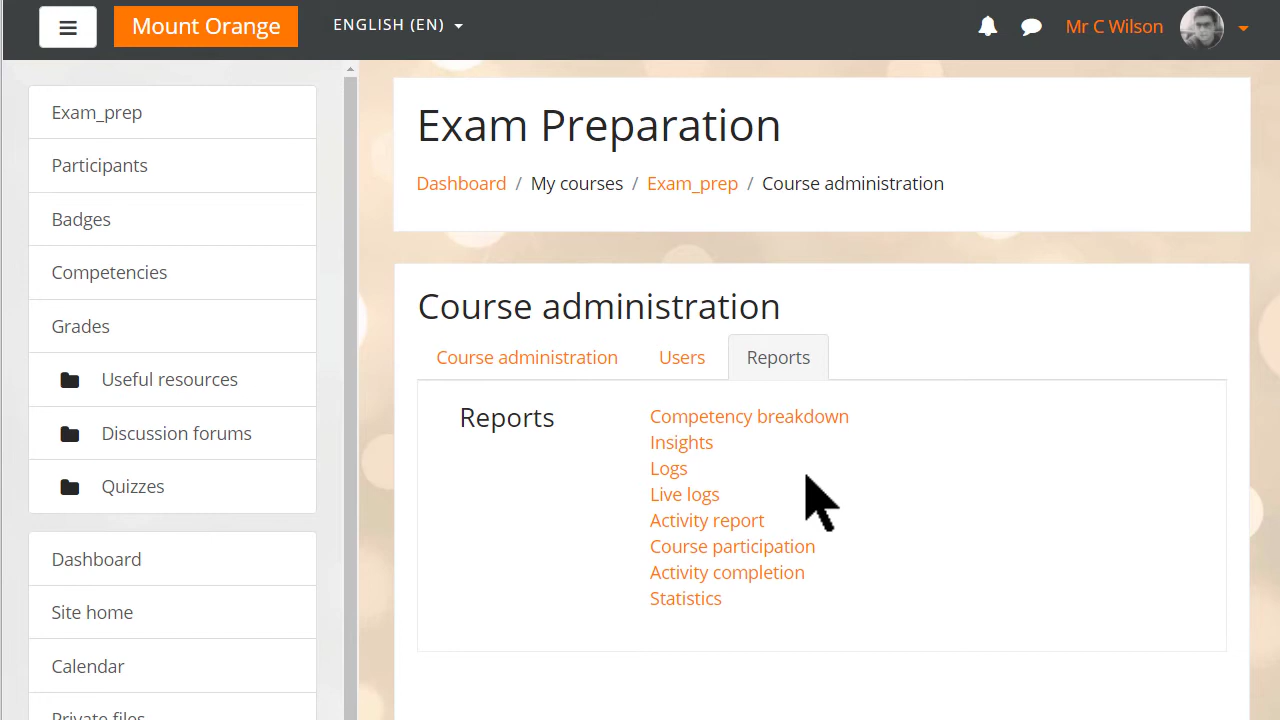 Mount Orange
ENGLISH (EN)
Mr C Wilson
Exam_prep
Participants
Badges
Competencies
Grades
Useful resources
Discussion forums
Quizzes
Dashboard
Site home
Calendar
Private files
Exam Preparation
Dashboard / My courses / Exam_prep / Course administration
Course administration
Course administration Users Reports
Reports
Competency breakdown
Insights
Logs
Live logs
Activity report
Course participation
Activity completion
Statistics